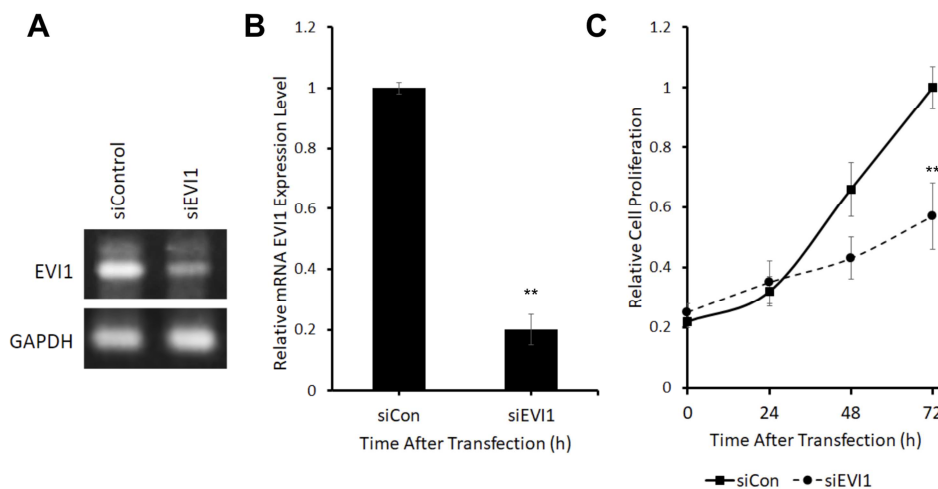 A
siControl
siEVI1
EVI1
GAPDH
B
Relative mRNA EVI1 Expression Level
1.2
1
0.8
0.6
0.4
0.2
0
**
siCon
siEVI1
Time After Transfection (h)
C
Relative Cell Proliferation
1.2
1
0.8
0.6
0.4
0.2
0
**
0
24
48
72
Time After Transfection (h)
siCon
siEVI1